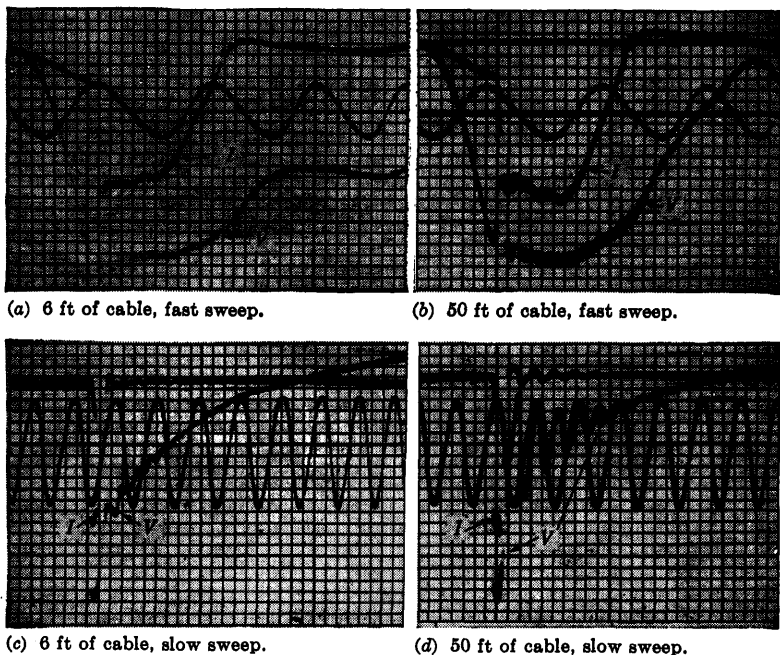 I
V
I
V
(a) 6 ft of cable, fast sweep.
(b) 50 ft of cable, fast sweep.
I
V
I
V
(c) 6 ft of cable, slow sweep.
(d) 50 ft of cable, slow sweep.